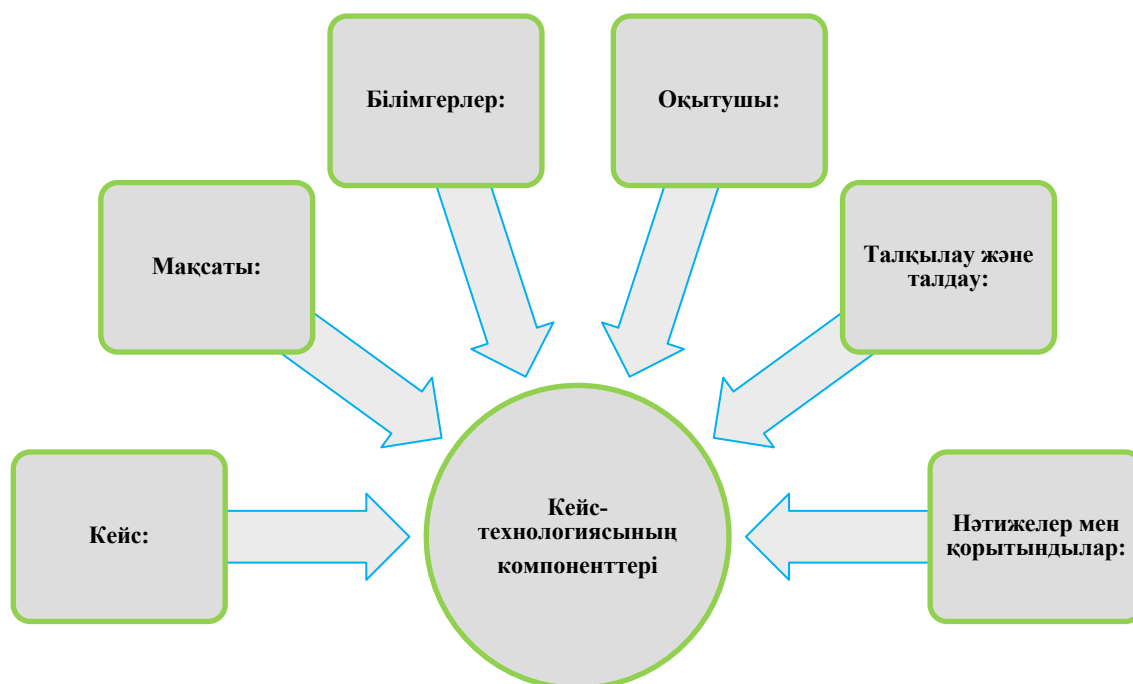 Білімгерлер:
Оқытушы:
Мақсаты:
Талқылау және
талдау:
Кейс:
Кейс-
технологиясының
компоненттері
Нәтижелер мен
қорытындылар: